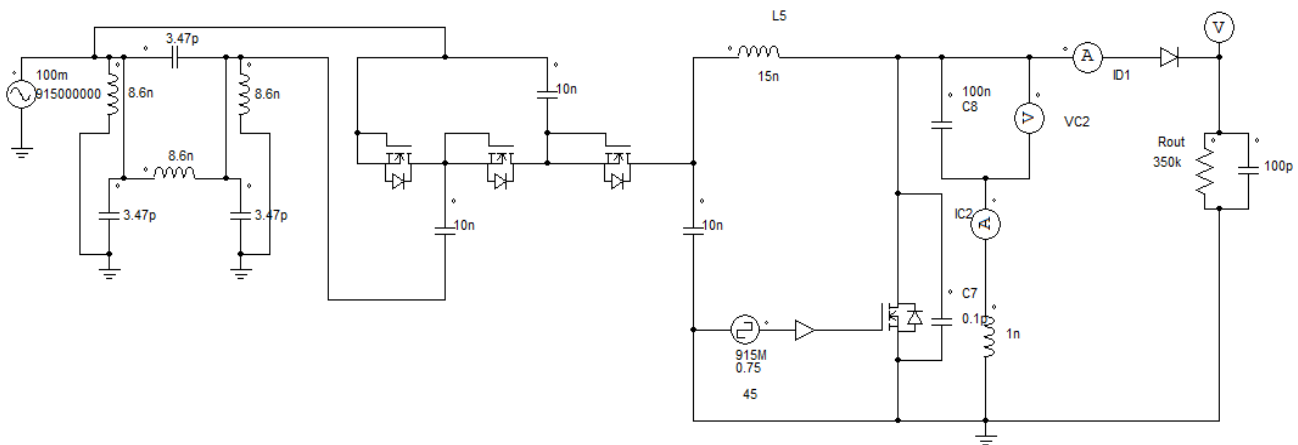 L5
V
3.47p
A
ID1
100m
915000000
8.6n
8.6n
15n
10n
100n
C8
V
VC2
Rout
350k
100p
8.6n
3.47p
3.47p
10n
10n
IC2
A
C7
0.1p
1n
915M
0.75
45